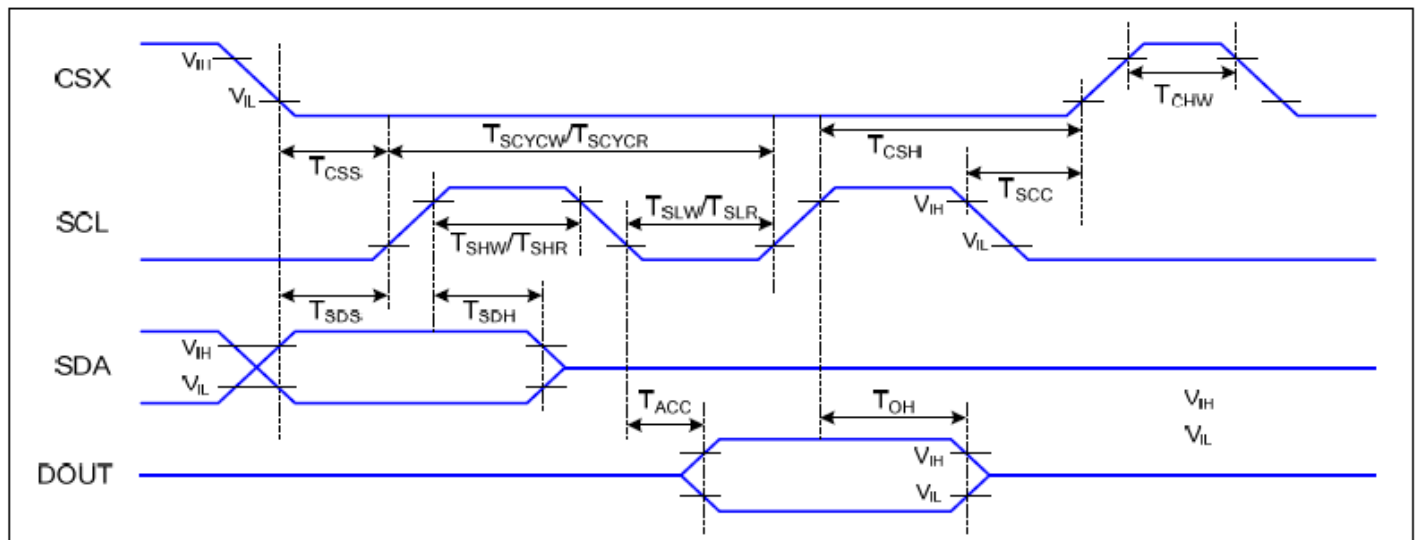 CSX
VIH
VIL
TCHW
TSCYCW/TSCYCR
TCSS
TCSH
TSCC
SCL
TSHW/TSHR
TSLW/TSLR
VIH
VIL
TSDS
TSDH
SDA
VIH
VIL
TACC
TOH
VIH
VIL
DOUT
VIH
VIL